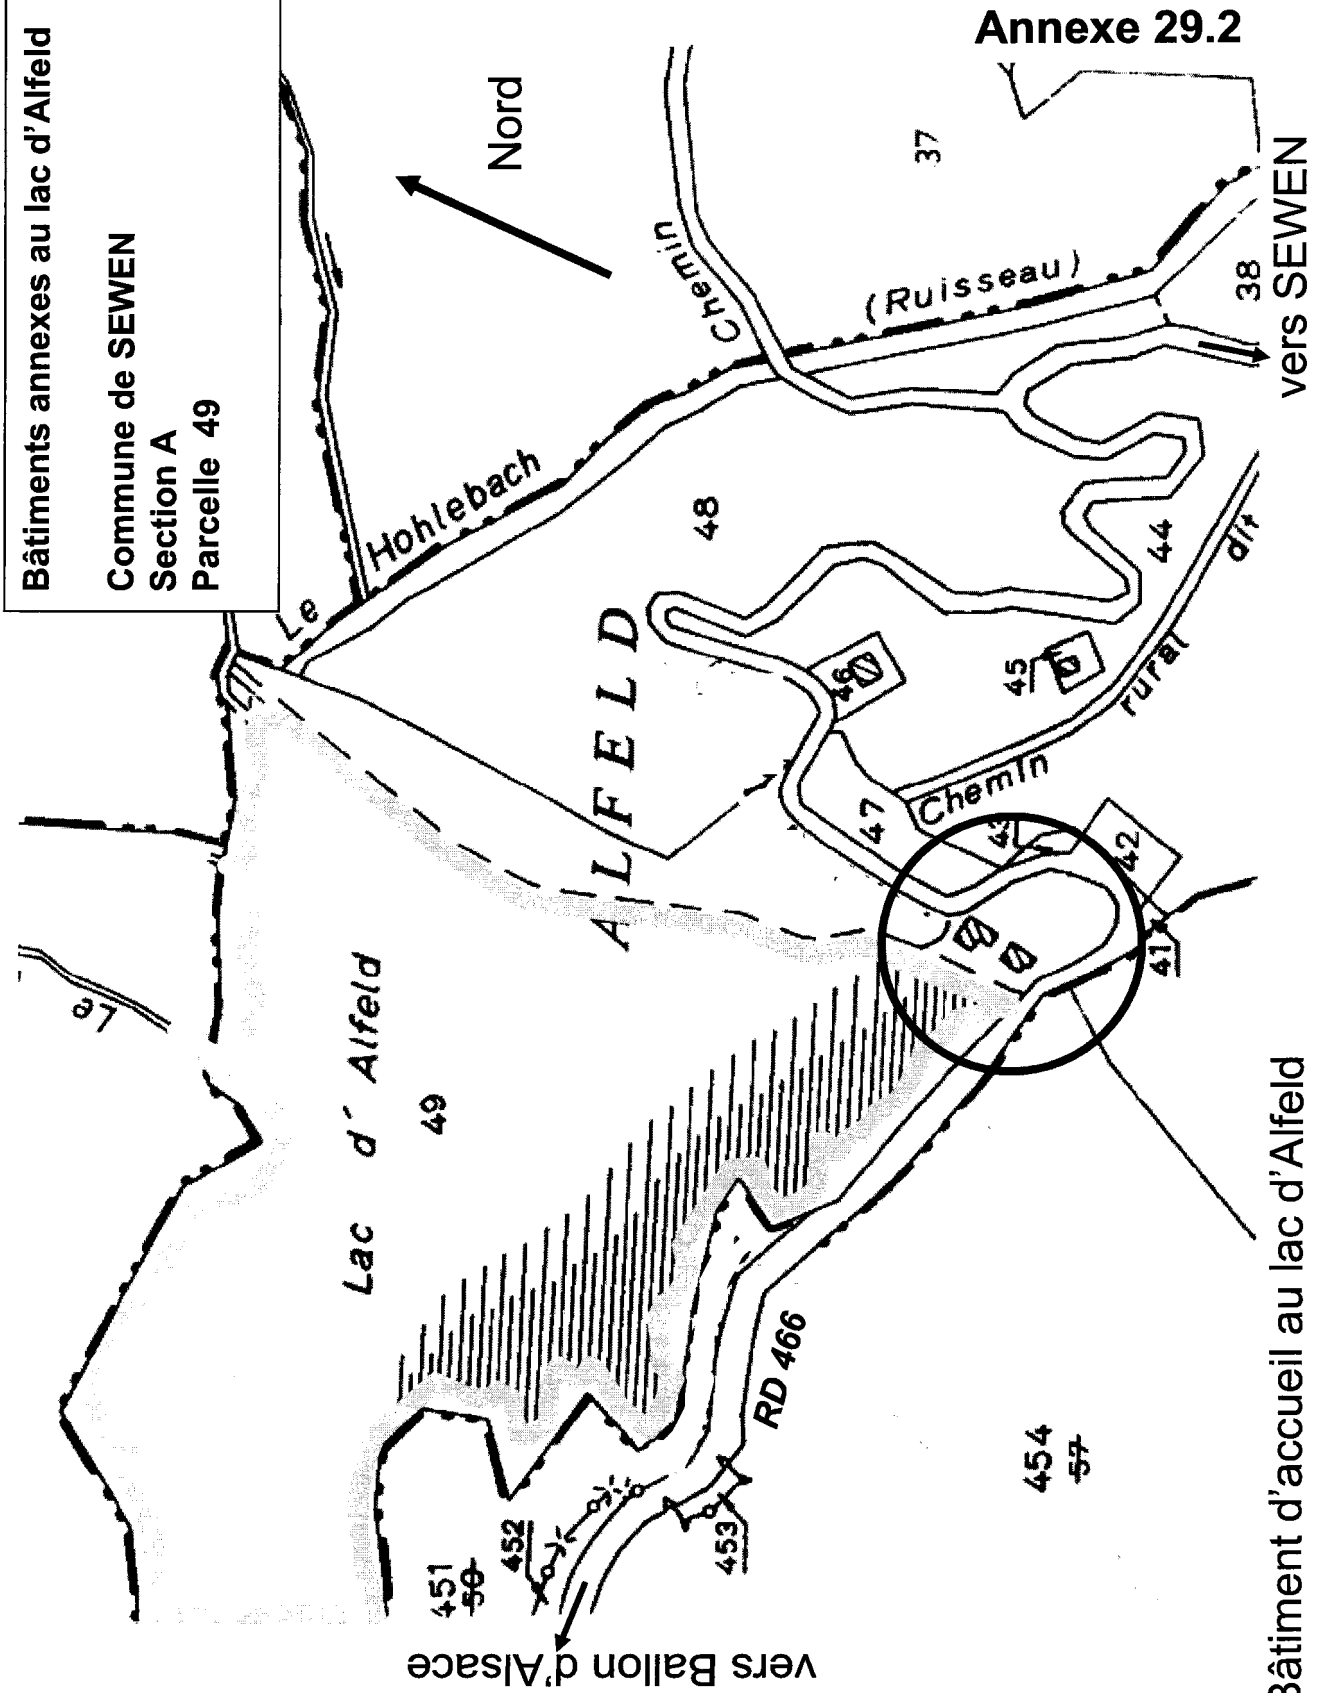 Annexe 29.2
Bâtiments annexes au lac d'Alfeld
Commune de SEWEN
Section A
Parcelle 49
Nord
Chemin
37
(Ruisseau)
38
vers SEWEN
Le Hohlebach
48
44
ALFELD
46
45
Chemin rural dit
47
43
42
41
Le
Lac d' Alfeld
49
RD 466
451
50
452
453
454
57
vers Ballon d'Alsace
Bâtiment d'accueil au lac d'Alfeld